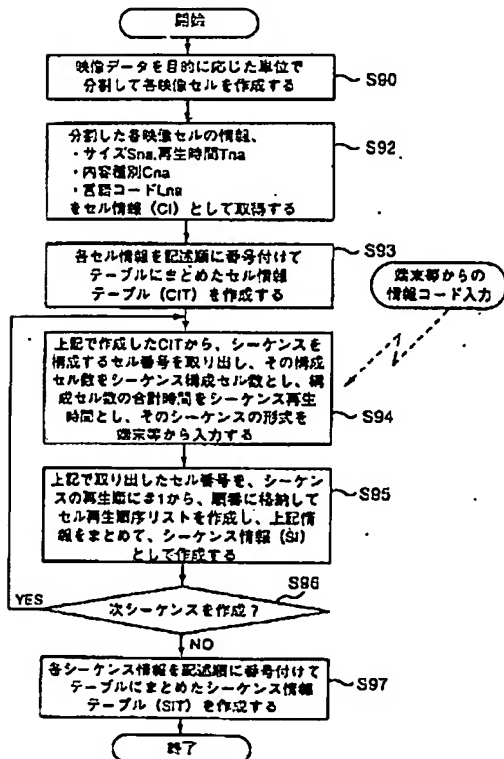 開始
映像データを目的に応じた単位で
分割して各映像セルを作成する
S90
分割した各映像セルの情報、
・サイズSna,再生時間Tna
・内容種別Cna
・言語コードLna
をセル情報（CI）として取得する
S92
各セル情報を記述順に番号付けて
テーブルにまとめたセル情報
テーブル（CIT）を作成する
S93
端末等からの
情報コード入力
上記で作成したCITから、シーケンスを
構成するセル番号を取り出し、その構成
セル数をシーケンス構成セル数とし、構
成セル数の合計時間をシーケンス再生
時間とし、そのシーケンスの形式を
端末等から入力する
S94
上記で取り出したセル番号を、シーケン
スの再生順に#1から、順番に格納して
セル再生順序リストを作成し、上記情
報をまとめて、シーケンス情報（SI）
として作成する
S95
S96
YES
次シーケンスを作成？
NO
各シーケンス情報を記述順に番号付けて
テーブルにまとめたシーケンス情報
テーブル（SIT）を作成する
S97
終了